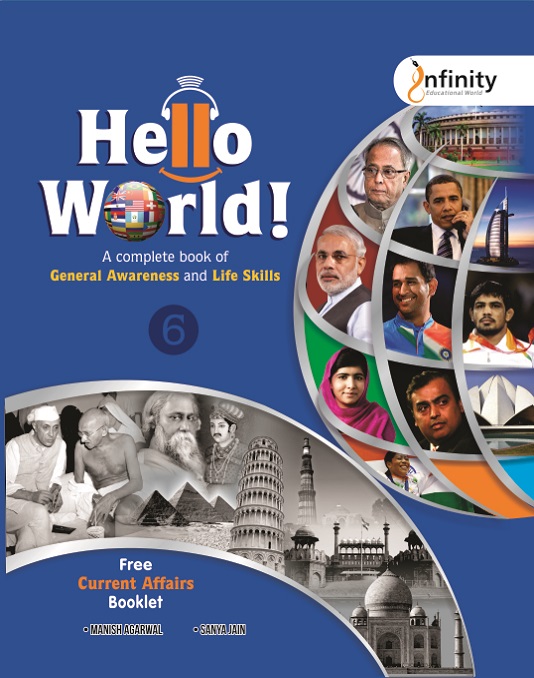 Infinity
Educational World
Hello
World!
A complete book of
General Awareness and Life Skills
6
Free
Current Affairs
Booklet
• MANISH AGARWAL • SANYA JAIN